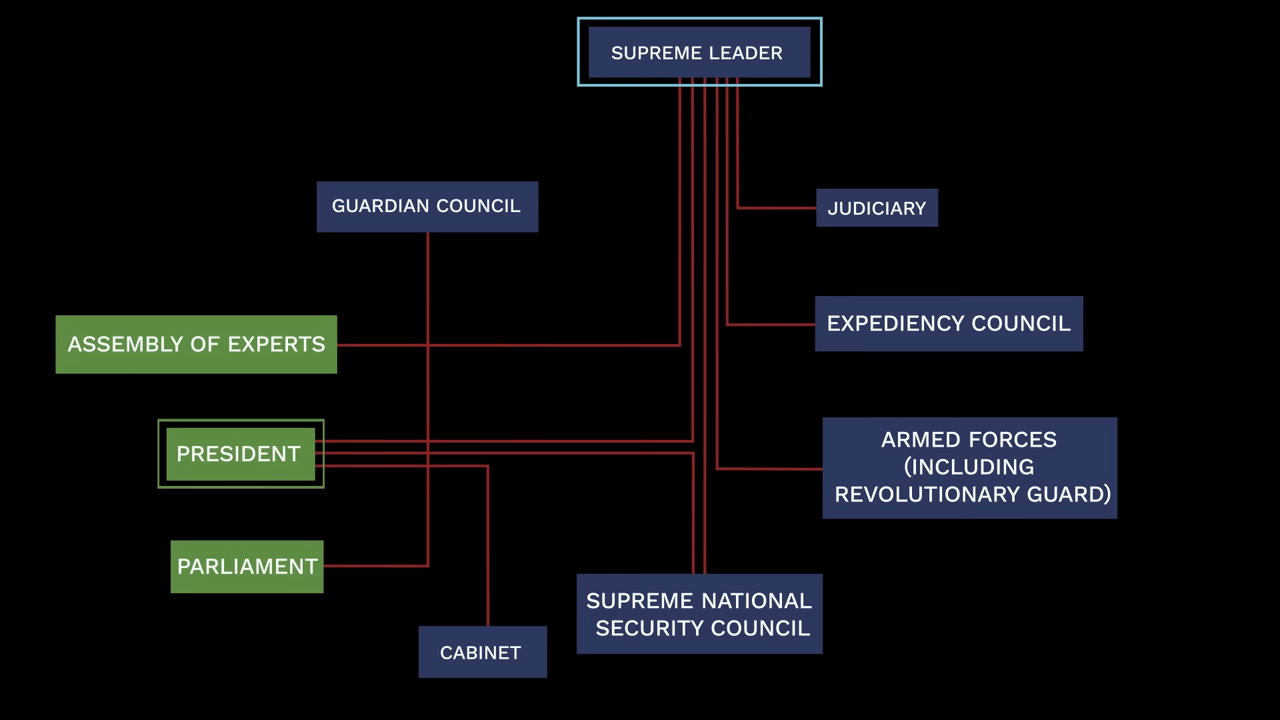 SUPREME LEADER
GUARDIAN COUNCIL
JUDICIARY
EXPEDIENCY COUNCIL
ASSEMBLY OF EXPERTS
PRESIDENT
ARMED FORCES
(INCLUDING
REVOLUTIONARY GUARD)
PARLIAMENT
SUPREME NATIONAL
SECURITY COUNCIL
CABINET